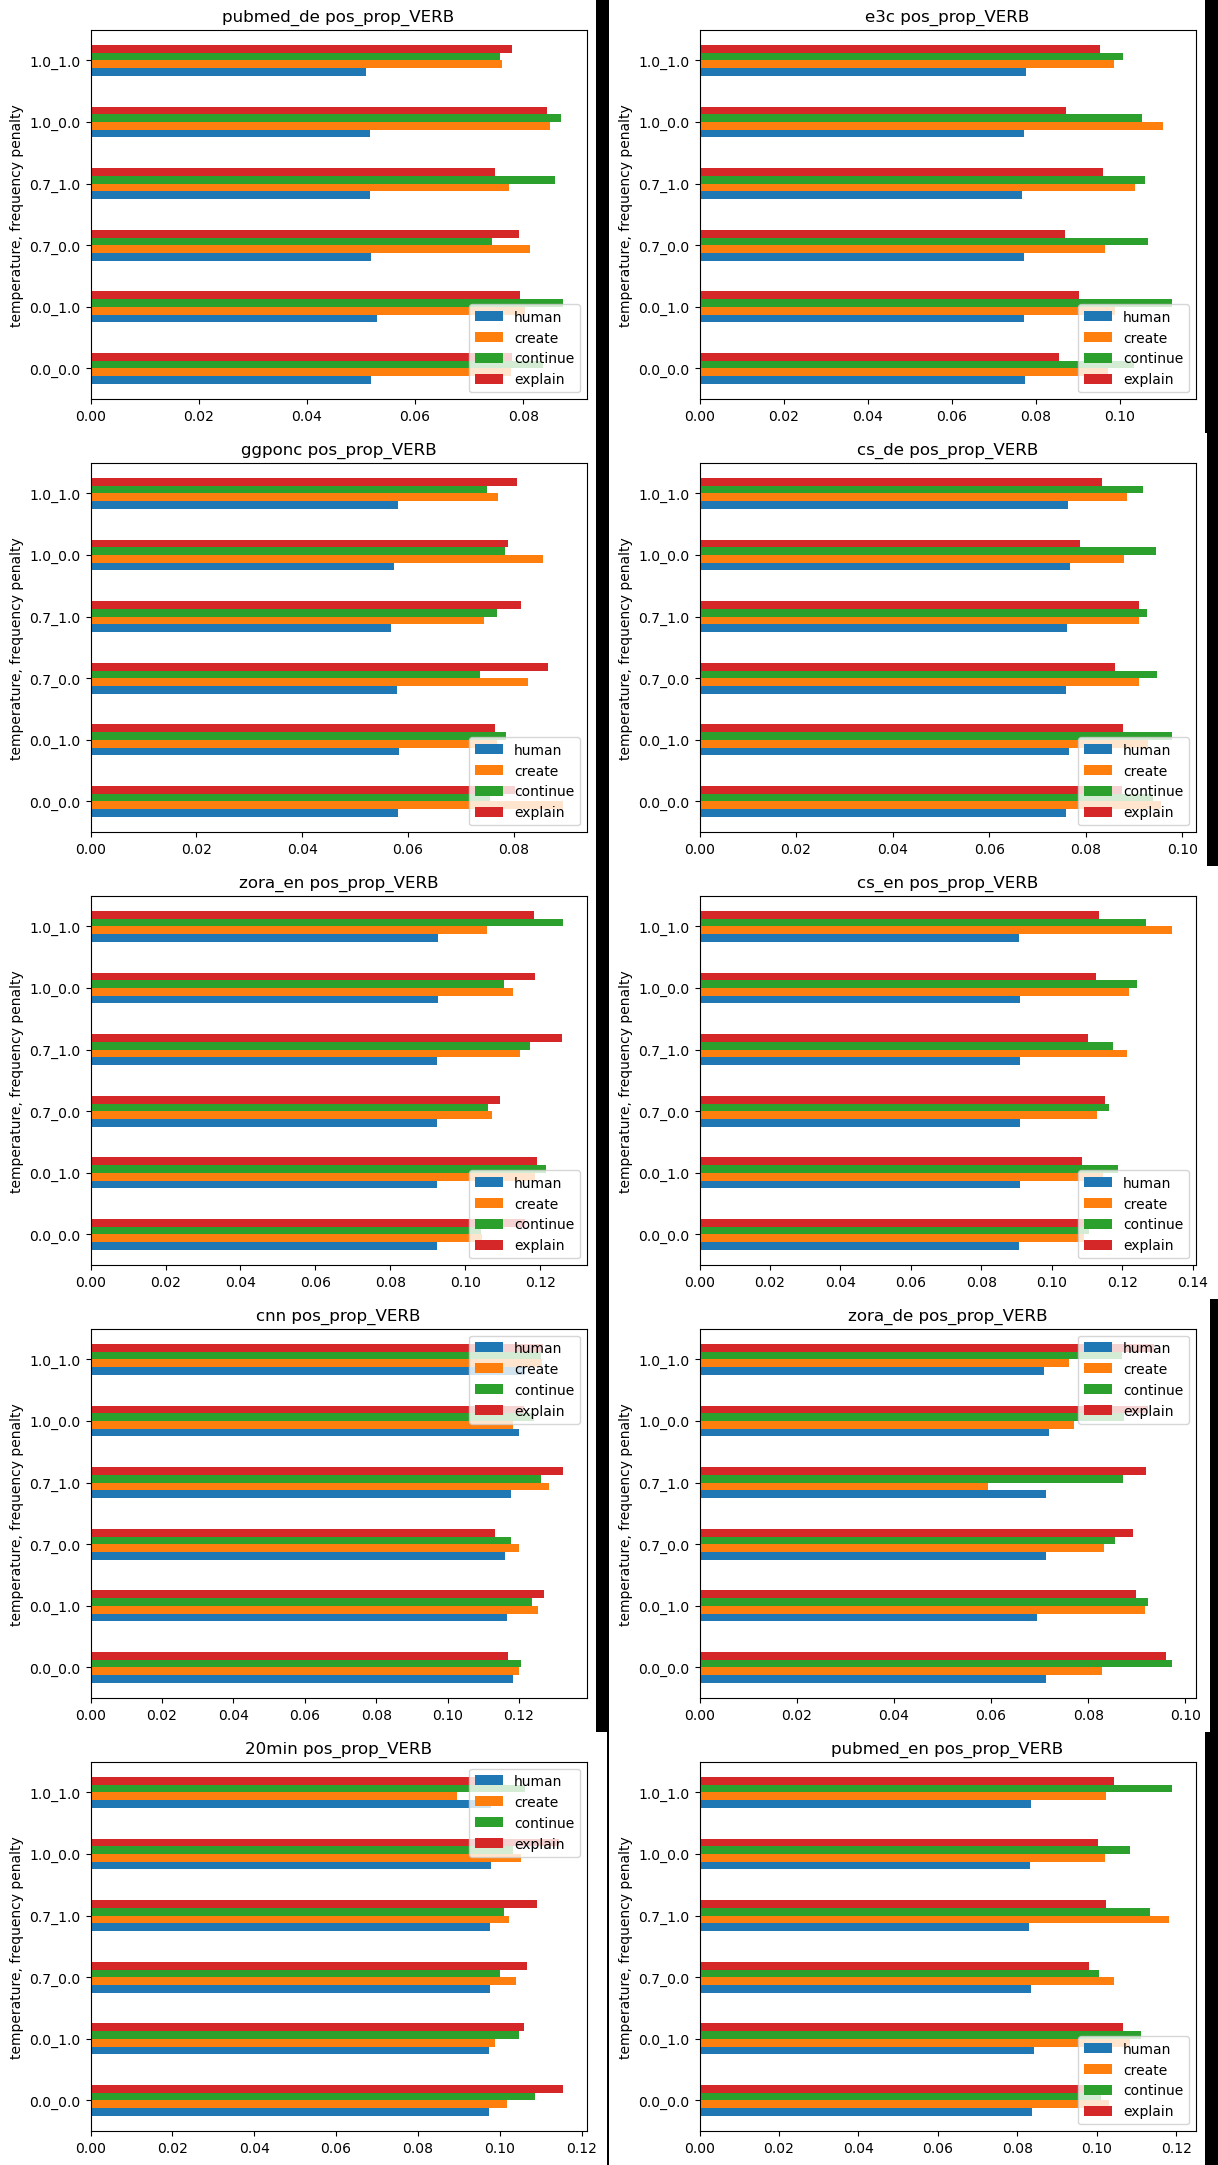 pubmed_de pos_prop_VERB
temperature, frequency penalty
1.0_1.0
1.0_0.0
0.7_1.0
0.7_0.0
0.0_1.0
0.0_0.0
human
create
continue
explain
0.00 0.02 0.04 0.06 0.08
e3c pos_prop_VERB
temperature, frequency penalty
1.0_1.0
1.0_0.0
0.7_1.0
0.7_0.0
0.0_1.0
0.0_0.0
human
create
continue
explain
0.00 0.02 0.04 0.06 0.08 0.10
ggponc pos_prop_VERB
temperature, frequency penalty
1.0_1.0
1.0_0.0
0.7_1.0
0.7_0.0
0.0_1.0
0.0_0.0
human
create
continue
explain
0.00 0.02 0.04 0.06 0.08
cs_de pos_prop_VERB
temperature, frequency penalty
1.0_1.0
1.0_0.0
0.7_1.0
0.7_0.0
0.0_1.0
0.0_0.0
human
create
continue
explain
0.00 0.02 0.04 0.06 0.08 0.10
zora_en pos_prop_VERB
temperature, frequency penalty
1.0_1.0
1.0_0.0
0.7_1.0
0.7_0.0
0.0_1.0
0.0_0.0
human
create
continue
explain
0.00 0.02 0.04 0.06 0.08 0.10 0.12
cs_en pos_prop_VERB
temperature, frequency penalty
1.0_1.0
1.0_0.0
0.7_1.0
0.7_0.0
0.0_1.0
0.0_0.0
human
create
continue
explain
0.00 0.02 0.04 0.06 0.08 0.10 0.12 0.14
cnn pos_prop_VERB
temperature, frequency penalty
1.0_1.0
1.0_0.0
0.7_1.0
0.7_0.0
0.0_1.0
0.0_0.0
human
create
continue
explain
0.00 0.02 0.04 0.06 0.08 0.10 0.12
zora_de pos_prop_VERB
temperature, frequency penalty
1.0_1.0
1.0_0.0
0.7_1.0
0.7_0.0
0.0_1.0
0.0_0.0
human
create
continue
explain
0.00 0.02 0.04 0.06 0.08 0.10
20min pos_prop_VERB
temperature, frequency penalty
1.0_1.0
1.0_0.0
0.7_1.0
0.7_0.0
0.0_1.0
0.0_0.0
human
create
continue
explain
0.00 0.02 0.04 0.06 0.08 0.10 0.12
pubmed_en pos_prop_VERB
temperature, frequency penalty
1.0_1.0
1.0_0.0
0.7_1.0
0.7_0.0
0.0_1.0
0.0_0.0
human
create
continue
explain
0.00 0.02 0.04 0.06 0.08 0.10 0.12